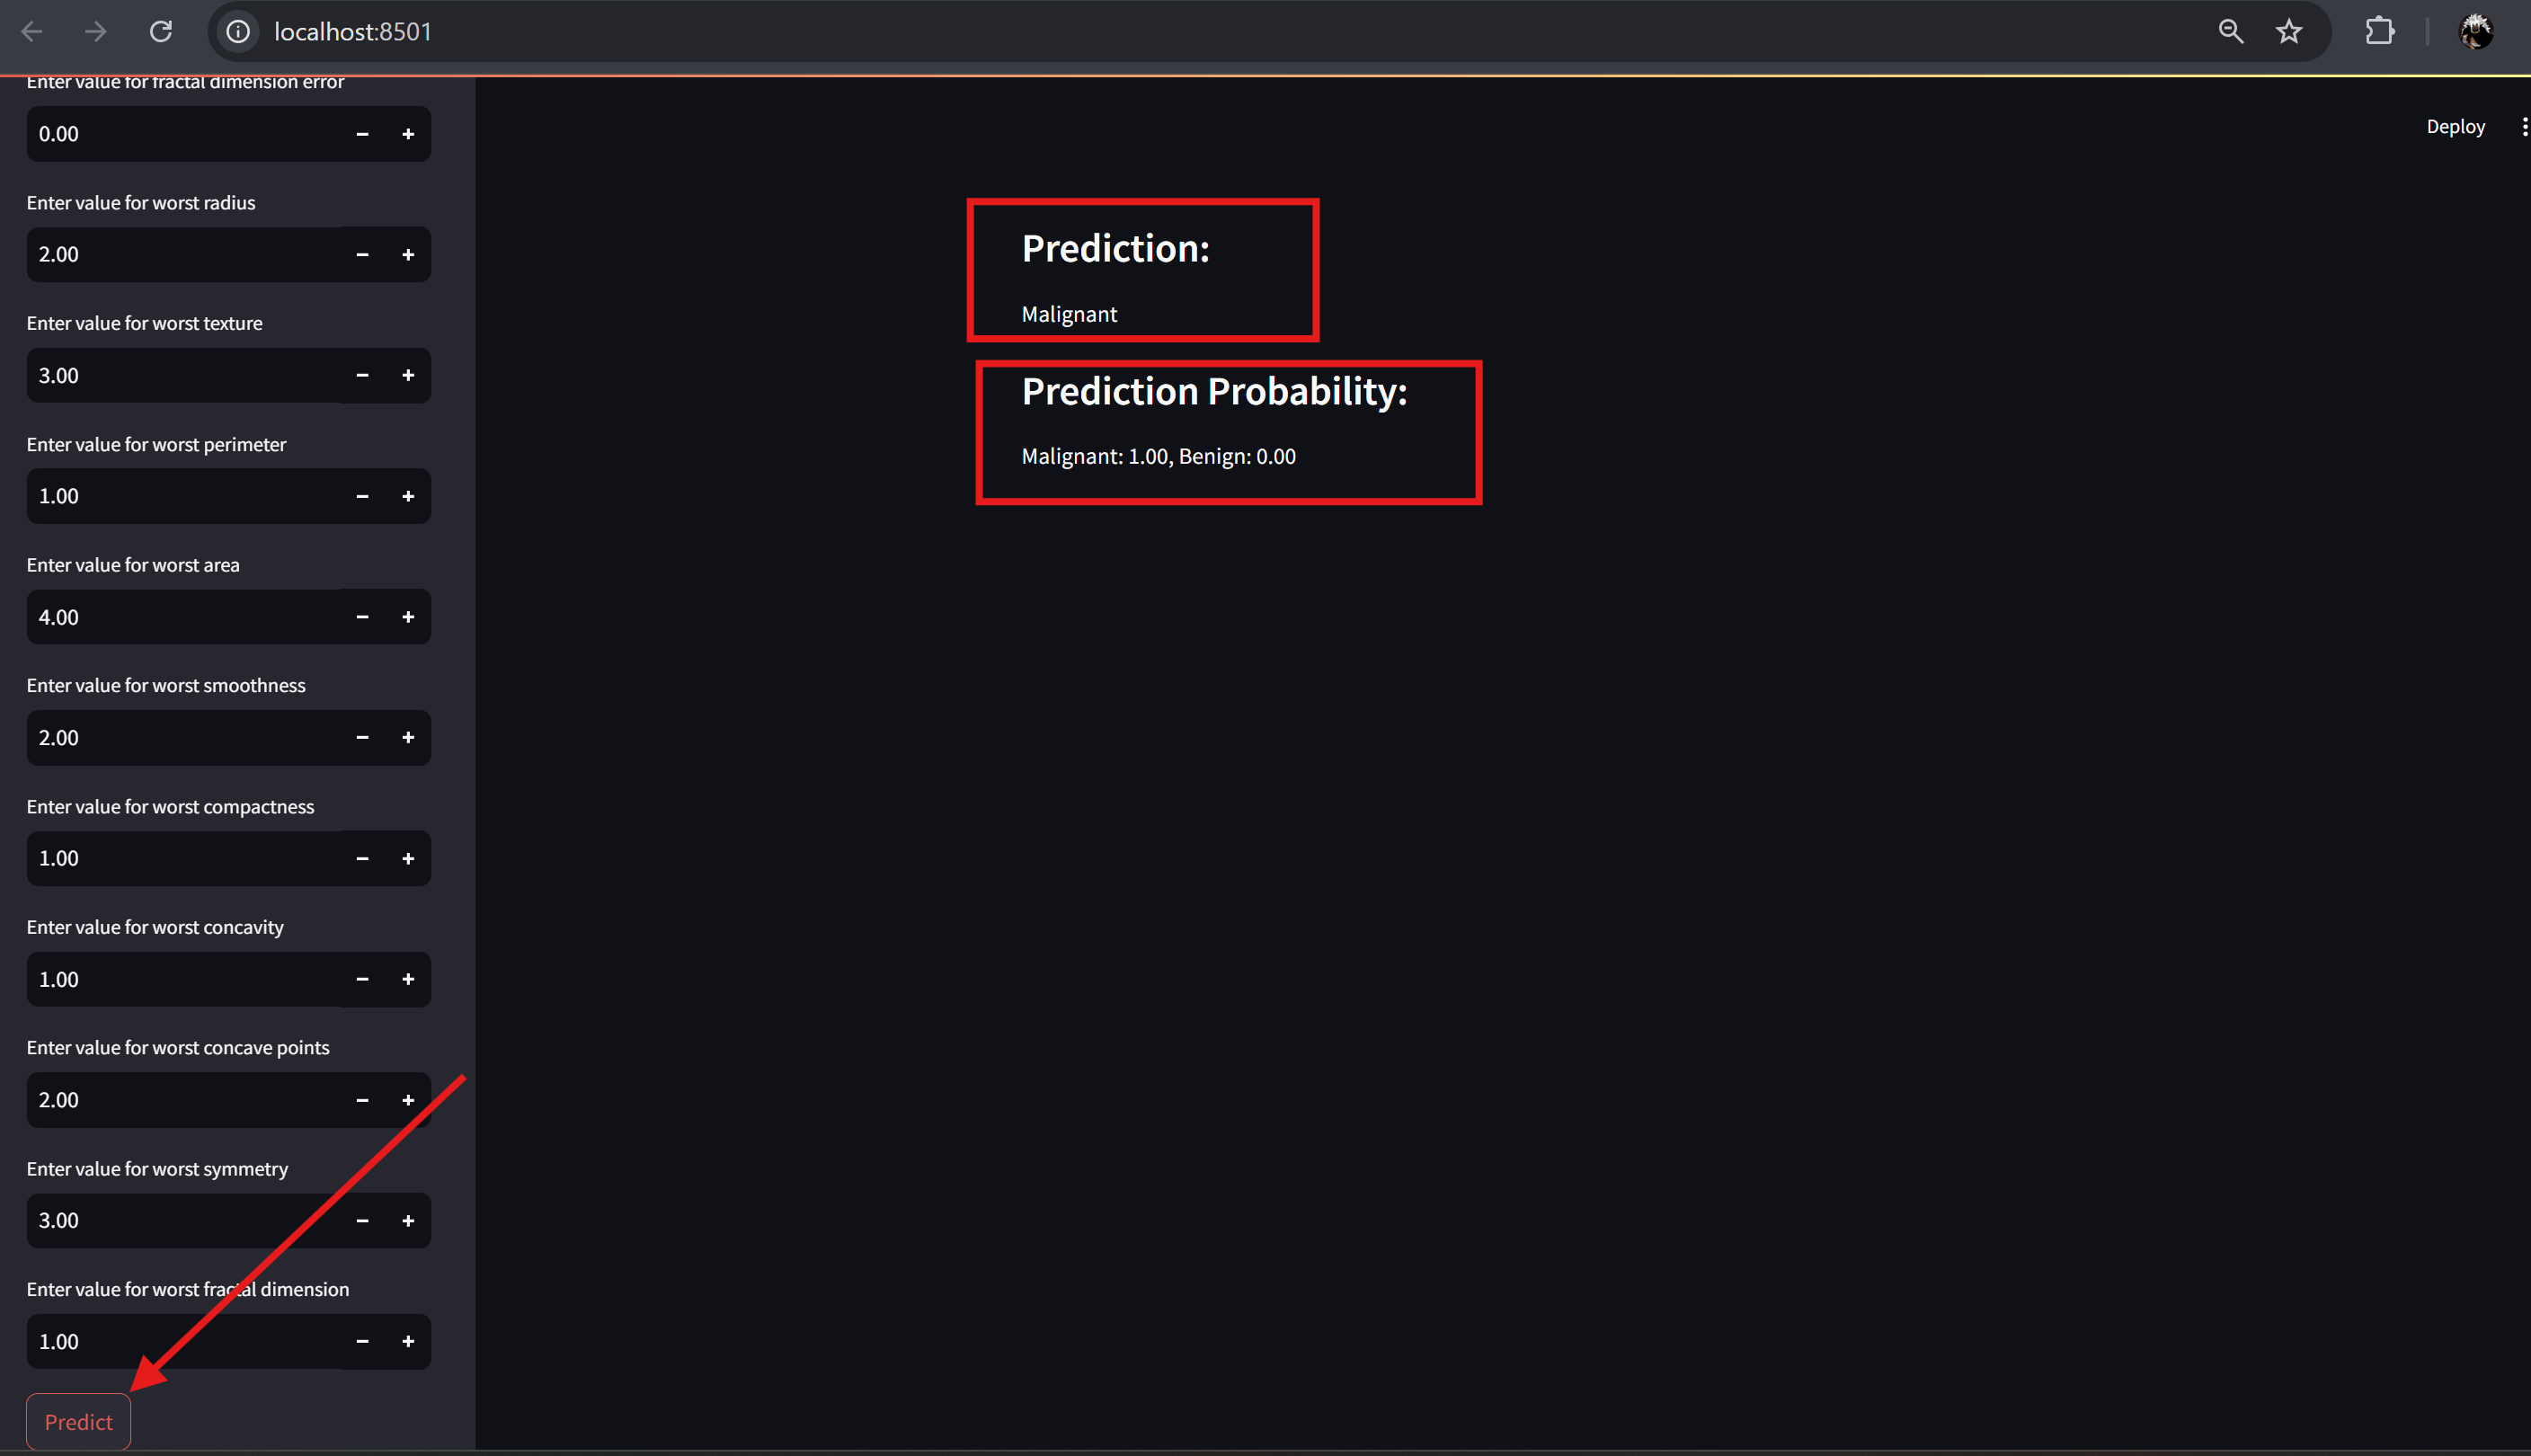 localhost:8501
Enter value for fractal dimension error
0.00
Enter value for worst radius
2.00
Enter value for worst texture
3.00
Enter value for worst perimeter
1.00
Enter value for worst area
4.00
Enter value for worst smoothness
2.00
Enter value for worst compactness
1.00
Enter value for worst concavity
1.00
Enter value for worst concave points
2.00
Enter value for worst symmetry
3.00
Enter value for worst fractal dimension
1.00
Predict
Deploy
Prediction:
Malignant
Prediction Probability:
Malignant: 1.00, Benign: 0.00